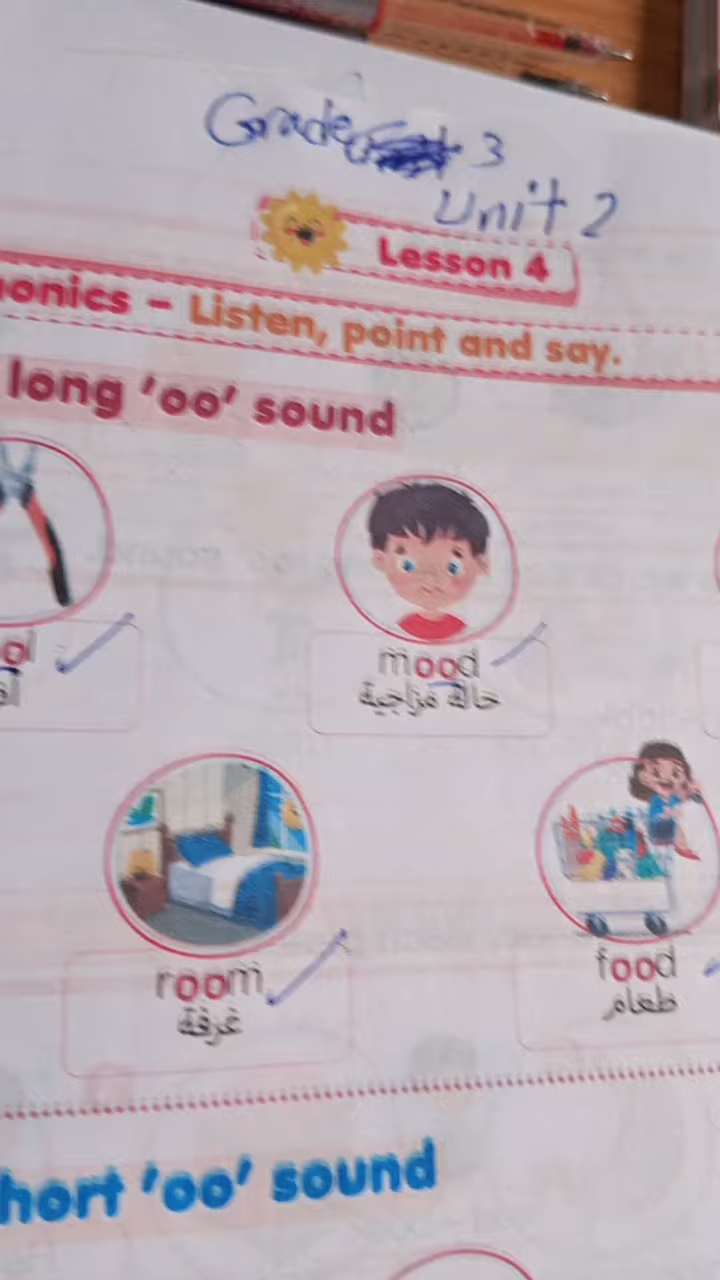 Grade 3
Unit 2
Lesson 4
onics - Listen, point and say.
long 'oo' sound
ol
mood
حالة مزاجية
room
غرفة
food
طعام
hort 'oo' sound